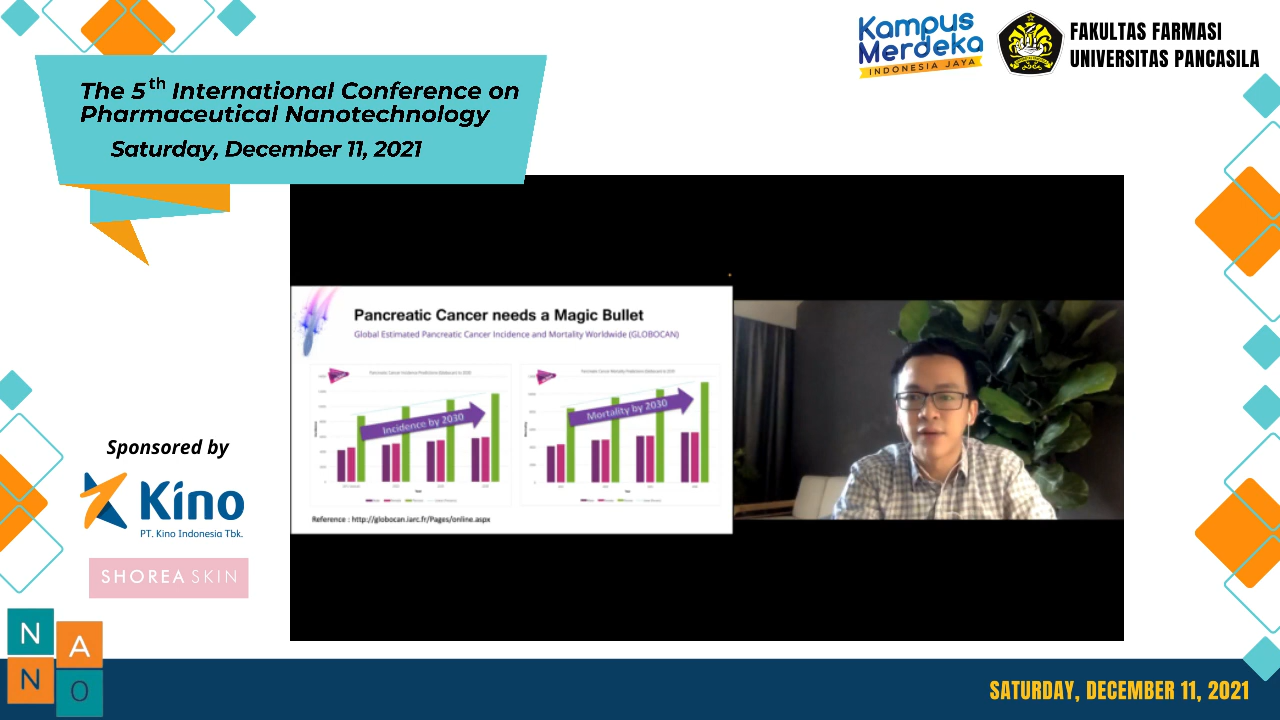 Kampus
Merdeka
INDONESIA JAYA
FAKULTAS FARMASI
UNIVERSITAS PANCASILA
The 5th International Conference on
Pharmaceutical Nanotechnology
Saturday, December 11, 2021
Pancreatic Cancer needs a Magic Bullet
Global Estimated Pancreatic Cancer Incidence and Mortality Worldwide (GLOBOCAN)
Incidence by 2030
Mortality by 2030
Reference : http://globocan.iarc.fr/Pages/online.aspx
Sponsored by
Kino
PT. Kino Indonesia Tbk.
SHOREA SKIN
N A
N O
SATURDAY, DECEMBER 11, 2021